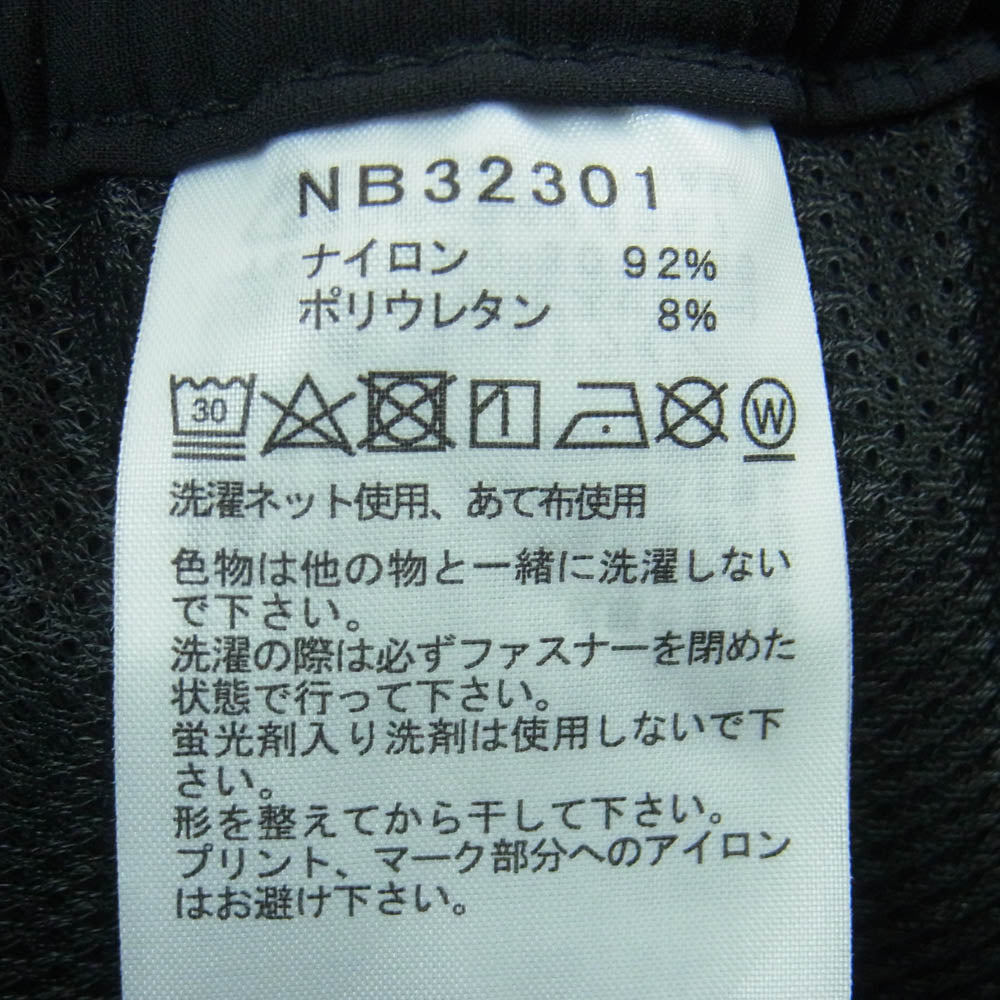 NB32301
ナイロン 92%
ポリウレタン 8%
30 W
洗濯ネット使用、あて布使用
色物は他の物と一緒に洗濯しない
で下さい。
洗濯の際は必ずファスナーを閉めた
状態で行って下さい。
蛍光剤入り洗剤は使用しないで下
さい。
形を整えてから干して下さい。
プリント、マーク部分へのアイロン
はお避け下さい。